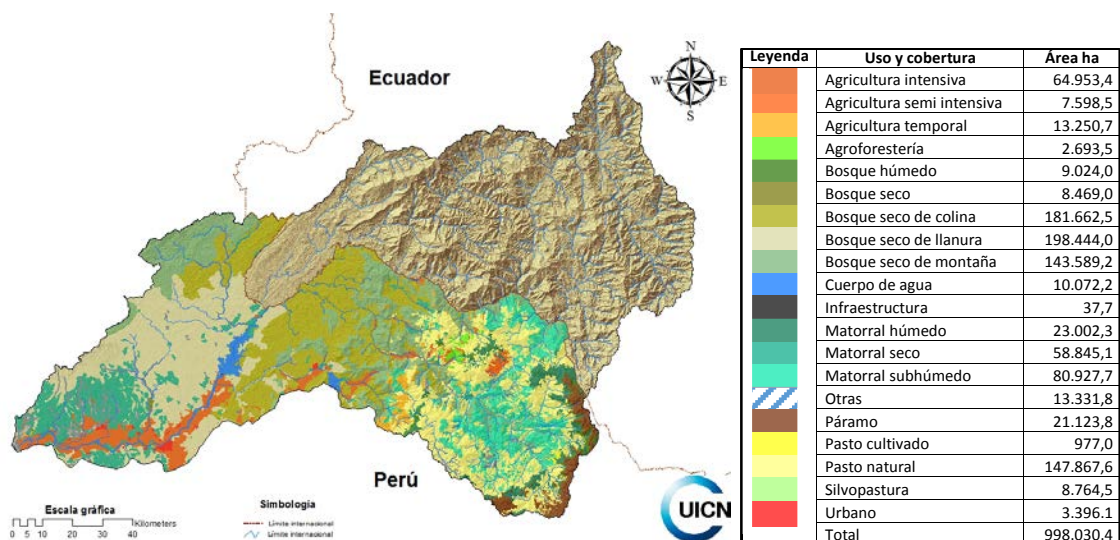 Ecuador
N
W E
S
Perú
Escala gráfica
Kilometers
0 5 10 20 30 40
Simbología
Límite internacional
Límite internacional
UICN
Leyenda Uso y cobertura Área ha
Agricultura intensiva 64.953,4
Agricultura semi intensiva 7.598,5
Agricultura temporal 13.250,7
Agroforestería 2.693,5
Bosque húmedo 9.024,0
Bosque seco 8.469,0
Bosque seco de colina 181.662,5
Bosque seco de llanura 198.444,0
Bosque seco de montaña 143.589,2
Cuerpo de agua 10.072,2
Infraestructura 37,7
Matorral húmedo 23.002,3
Matorral seco 58.845,1
Matorral subhúmedo 80.927,7
Otras 13.331,8
Páramo 21.123,8
Pasto cultivado 977,0
Pasto natural 147.867,6
Silvopastura 8.764,5
Urbano 3.396.1
Total 998.030,4